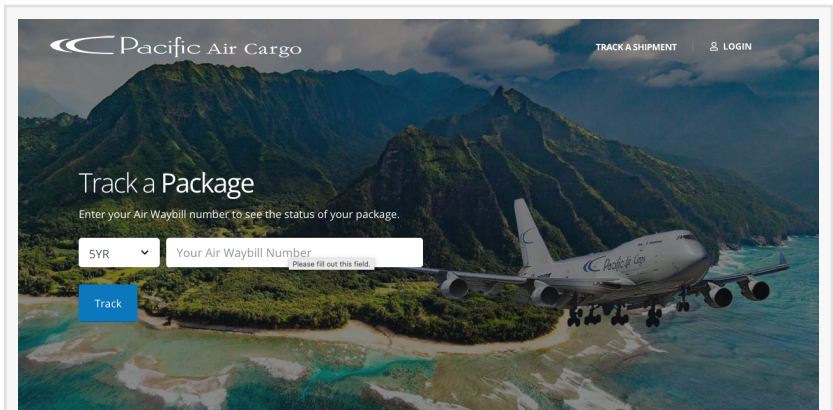 Pacific Air Cargo
TRACK A SHIPMENT
LOGIN
Track a Package
Enter your Air Waybill number to see the status of your package.
5YR
Your Air Waybill Number
Please fill out this field.
Track
Pacific Air Cargo